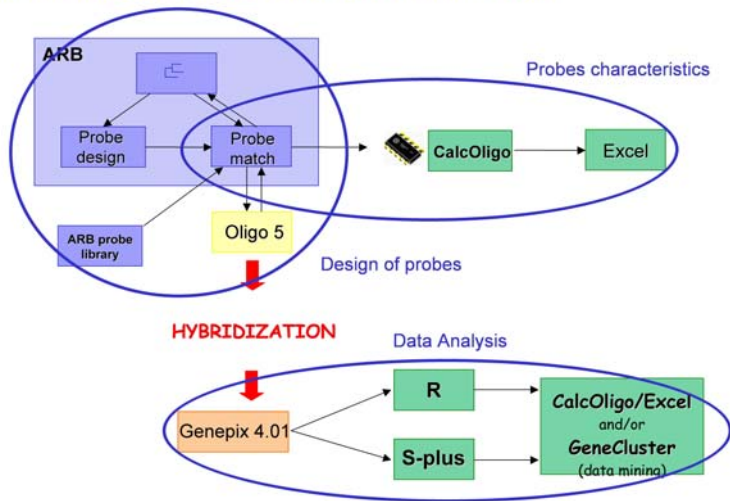 ARB
Probes characteristics
Probe
design
Probe
match
CalcOligo
Excel
ARB probe
library
Oligo 5
Design of probes
HYBRIDIZATION
Data Analysis
Genepix 4.01
R
S-plus
CalcOligo/Excel
and/or
GeneCluster
(data mining)